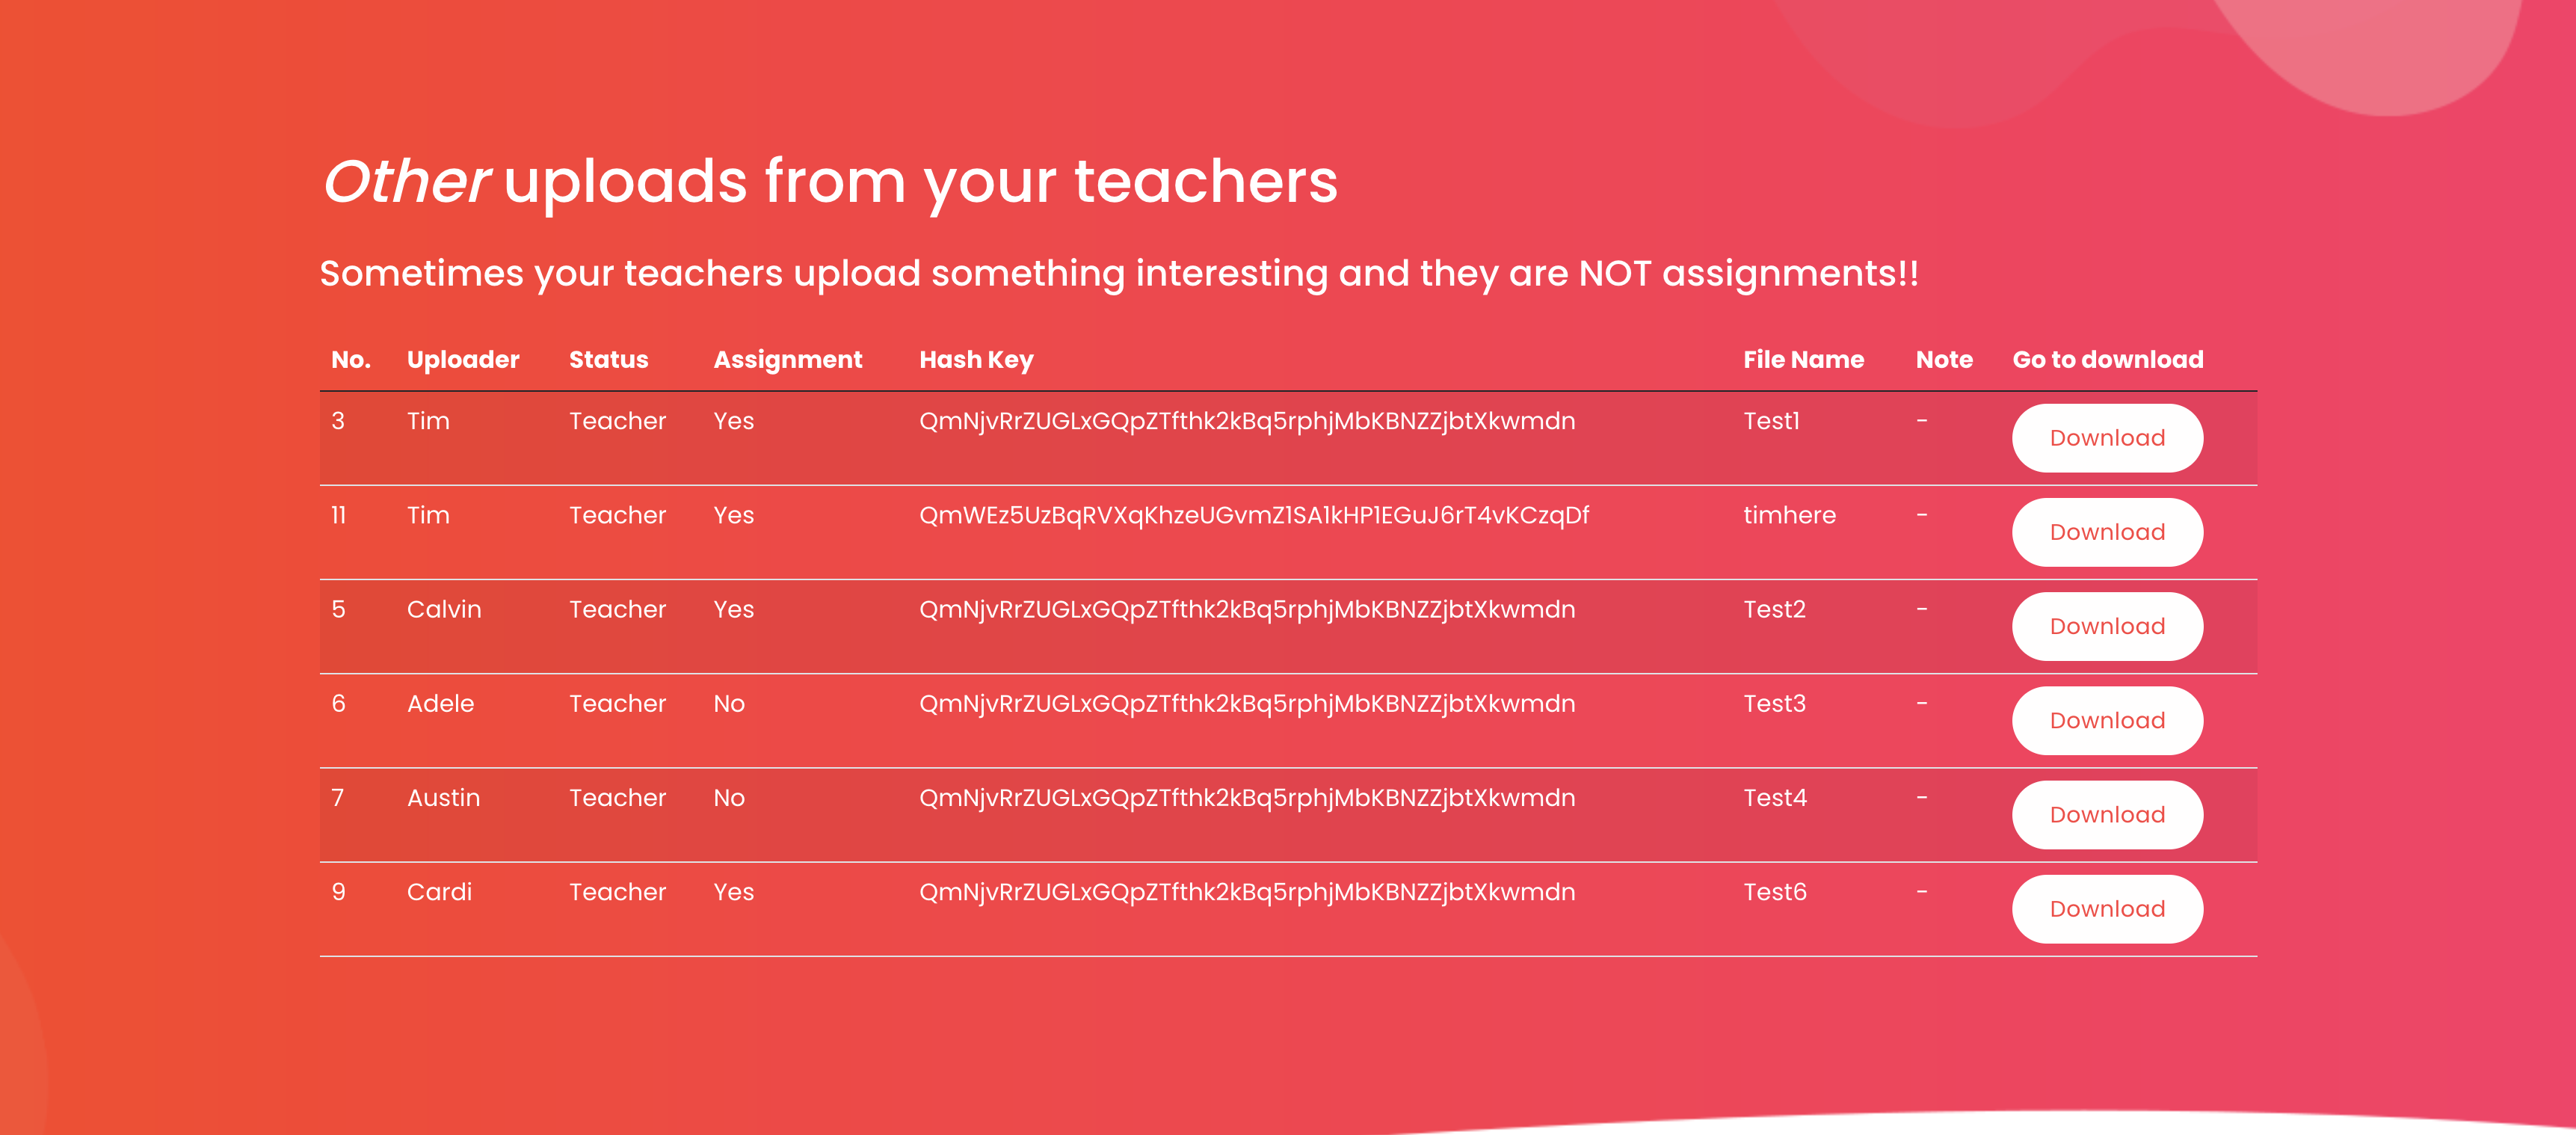 Other uploads from your teachers
Sometimes your teachers upload something interesting and they are NOT assignments!!
No. Uploader Status Assignment Hash Key File Name Note Go to download
3 Tim Teacher Yes QmNjvRrZUGLxGQpZTfthk2kBq5rphjMbKBNZZjbtXkwmdn Test1 - Download
11 Tim Teacher Yes QmWEz5UzBqRVXqKhzeUGvmZ1SA1kHP1EGuJ6rT4vKCzqDf timhere - Download
5 Calvin Teacher Yes QmNjvRrZUGLxGQpZTfthk2kBq5rphjMbKBNZZjbtXkwmdn Test2 - Download
6 Adele Teacher No QmNjvRrZUGLxGQpZTfthk2kBq5rphjMbKBNZZjbtXkwmdn Test3 - Download
7 Austin Teacher No QmNjvRrZUGLxGQpZTfthk2kBq5rphjMbKBNZZjbtXkwmdn Test4 - Download
9 Cardi Teacher Yes QmNjvRrZUGLxGQpZTfthk2kBq5rphjMbKBNZZjbtXkwmdn Test6 - Download